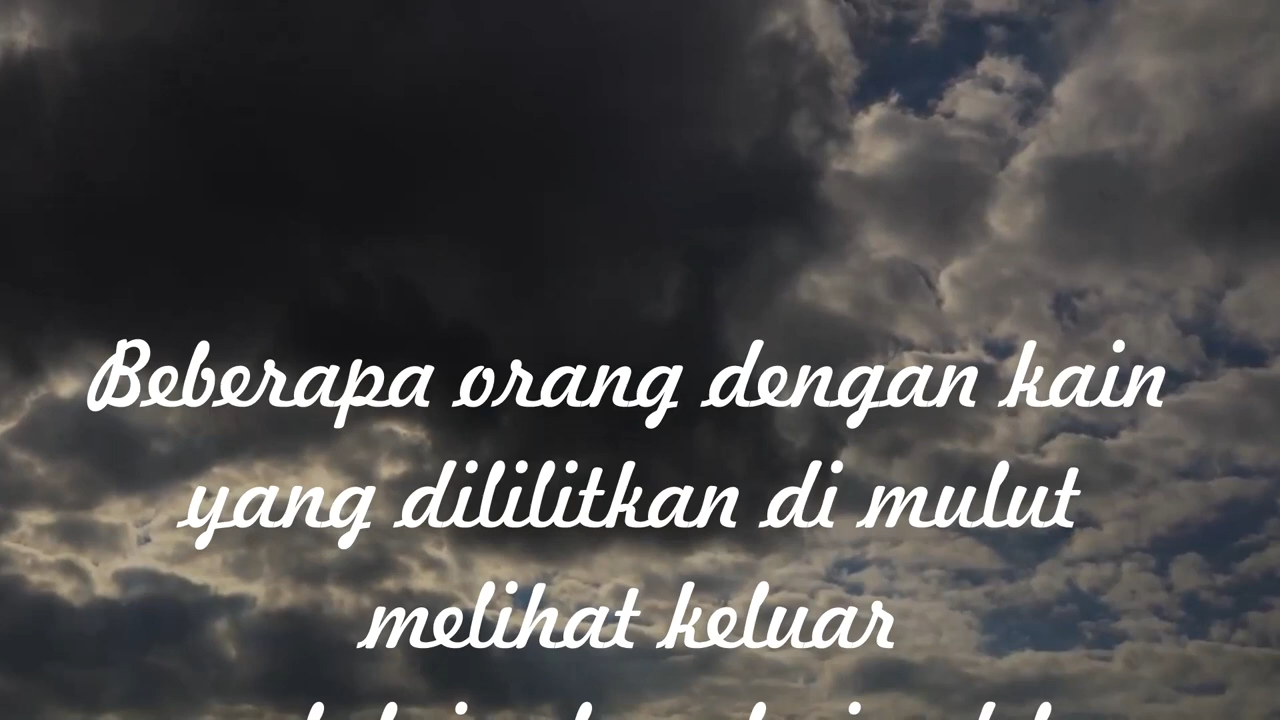 Beberapa orang dengan kain
yang dililitkan di mulut
melihat keluar